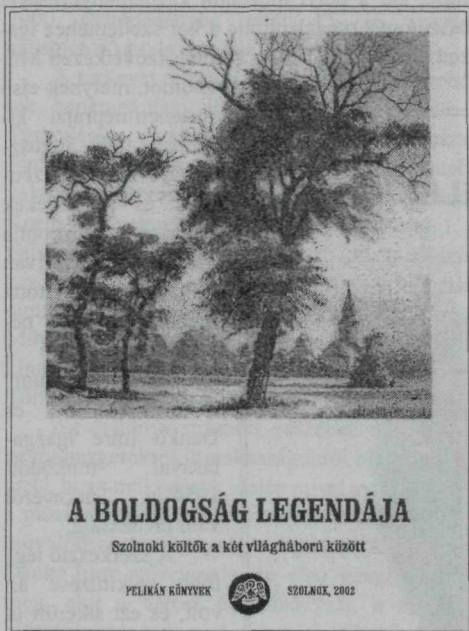 A BOLDOGSÁG LEGENDÁJA
Szolnoki költők a két világháború között
PELIKÁN KÖNYVEK SZOLNOK, 2002